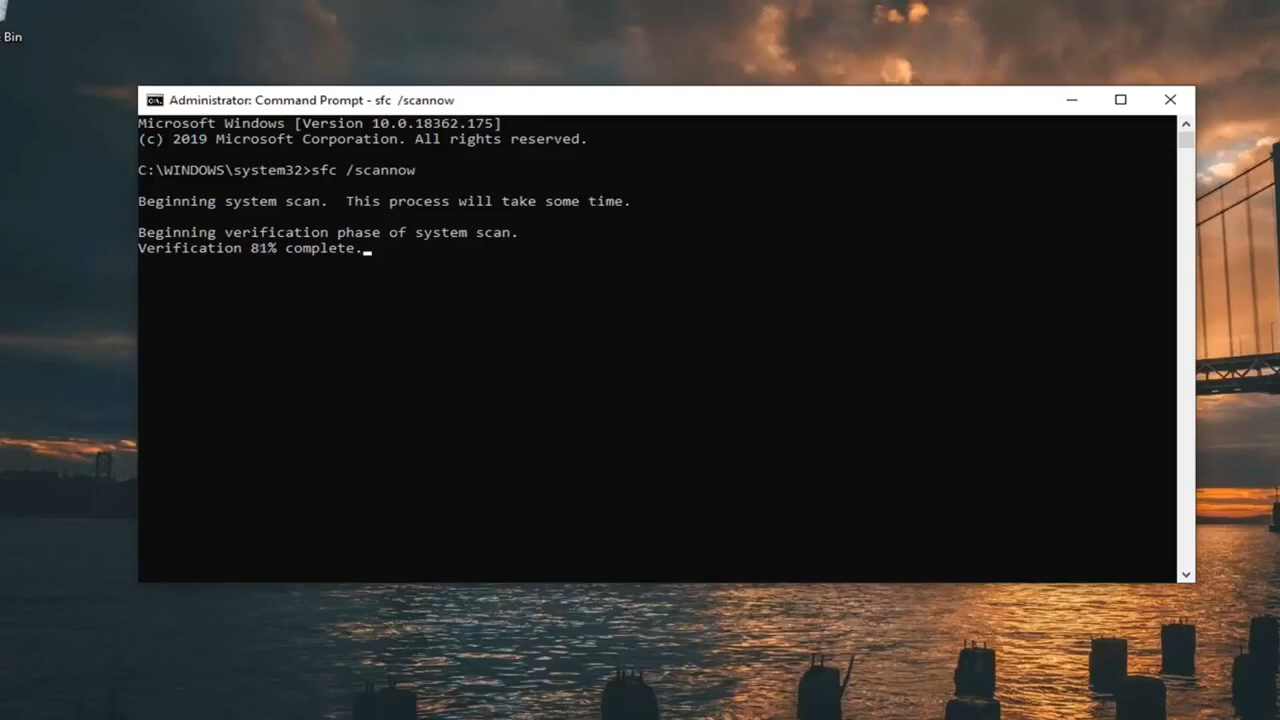 Bin
Administrator: Command Prompt - sfc  /scannow
Microsoft Windows [Version 10.0.18362.175]
(c) 2019 Microsoft Corporation. All rights reserved.
C:\WINDOWS\system32>sfc /scannow
Beginning system scan.  This process will take some time.
Beginning verification phase of system scan.
Verification 81% complete.